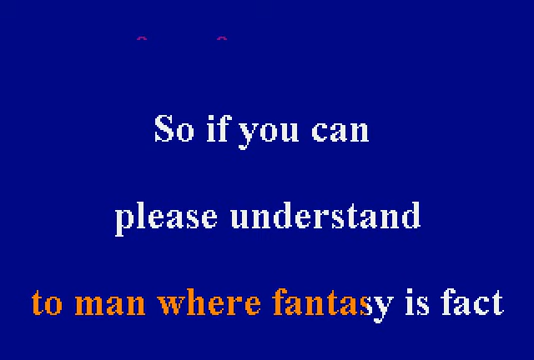 So if you can
please understand
to man where fantasy is fact